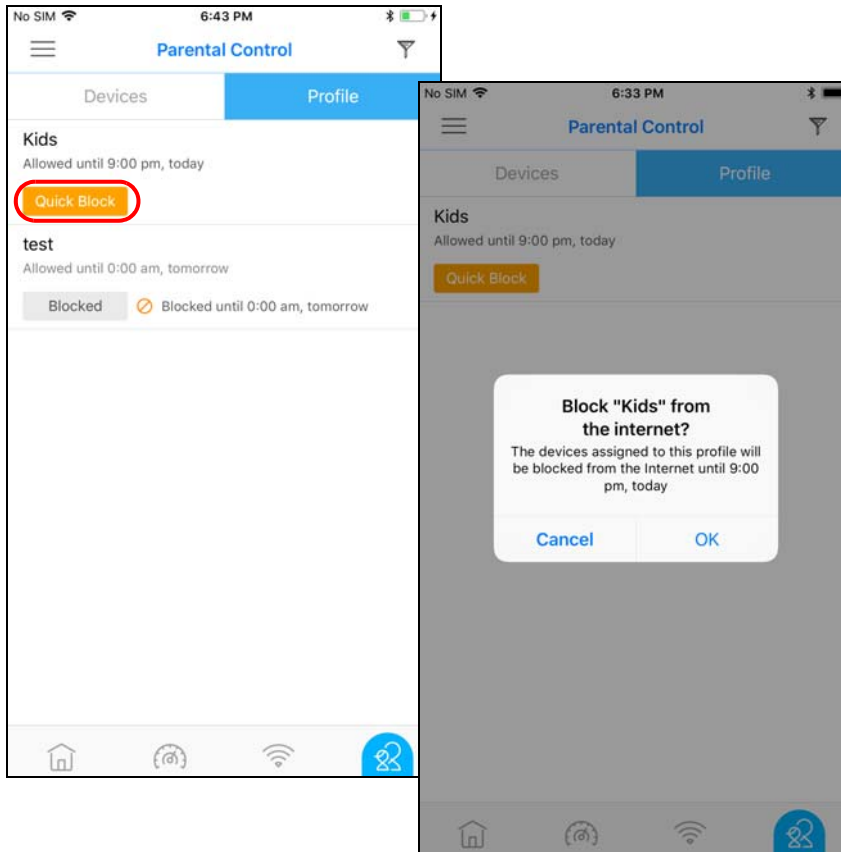 No SIM 6:43 PM
Parental Control
Devices Profile
Kids
Allowed until 9:00 pm, today
Quick Block
test
Allowed until 0:00 am, tomorrow
Blocked Blocked until 0:00 am, tomorrow
No SIM 6:33 PM
Parental Control
Devices Profile
Kids
Allowed until 9:00 pm, today
Quick Block
Block "Kids" from
the internet?
The devices assigned to this profile will
be blocked from the Internet until 9:00
pm, today
Cancel OK